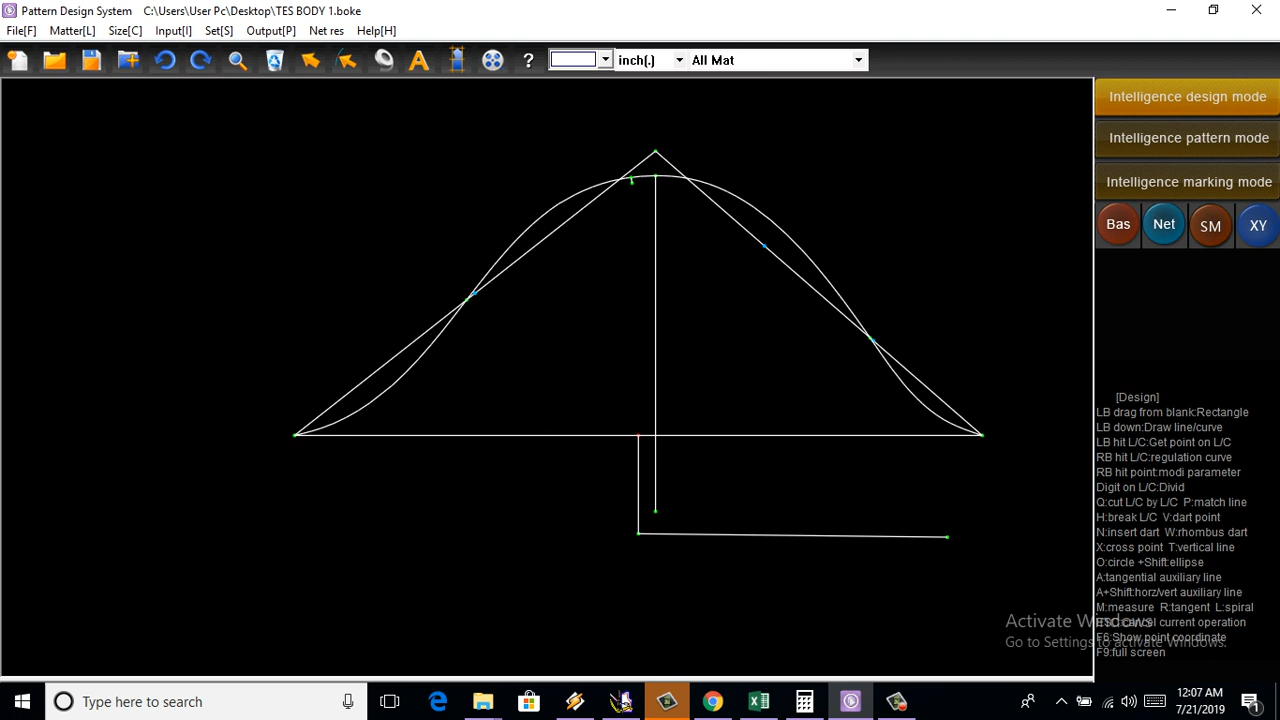 Pattern Design System C:\Users\User Pc\Desktop\TES BODY 1.boke
File[F] Matter[L] Size[C] Input[I] Set[S] Output[P] Net res Help[H]
A ? inch(.) All Mat
Intelligence design mode
Intelligence pattern mode
Intelligence marking mode
Bas Net SM XY
[Design]
LB drag from blank:Rectangle
LB down:Draw line/curve
LB hit L/C:Get point on L/C
RB hit L/C:regulation curve
RB hit point:modi parameter
Digit on L/C:Divid
Q:cut L/C by L/C P:match line
H:break L/C V:dart point
N:insert dart W:rhombus dart
X:cross point T:vertical line
O:circle +Shift:ellipse
A:tangential auxiliary line
A+Shift:horz/vert auxiliary line
M:measure R:tangent L:spiral
Activate Windows
cancel current operation
F6:Show point coordinate
Go to Settings to activate Windows.
F9:full screen
Type here to search
12:07 AM
7/21/2019
1